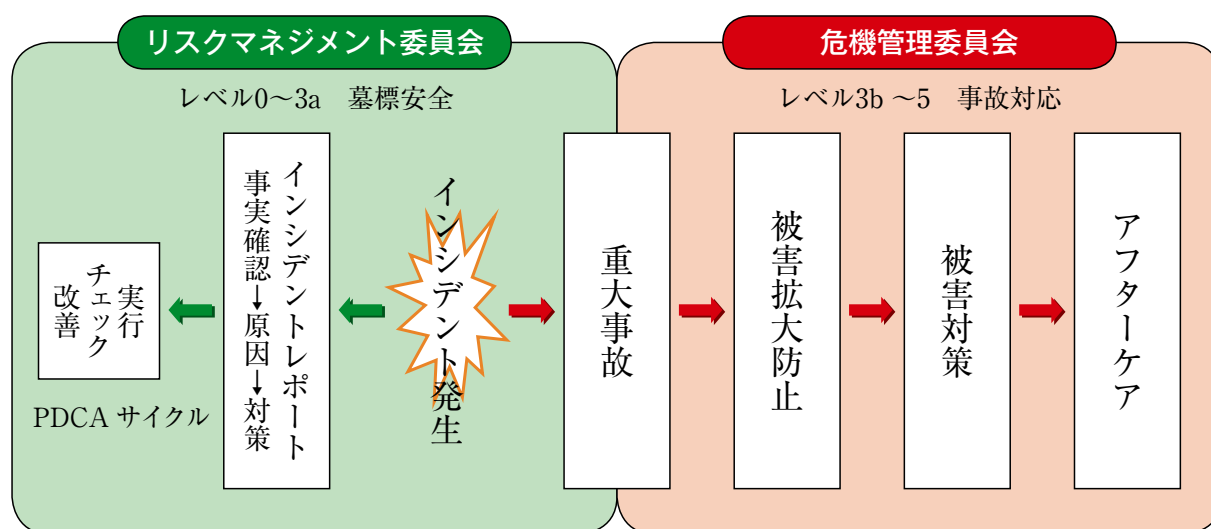 リスクマネジメント委員会
レベル0～3a　墓標安全
実行
チェック
改善
PDCA サイクル
インシデントレポート
事実確認→原因→対策
インシデント発生
危機管理委員会
レベル3b ～5　事故対応
重大事故
被害拡大防止
被害対策
アフターケア